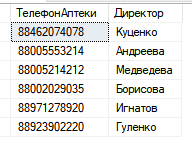 ТелефонАптеки Директор
88462074078 Куценко
88005553214 Андреева
88005214212 Медведева
88002029035 Борисова
88971278920 Игнатов
88923902220 Гуленко